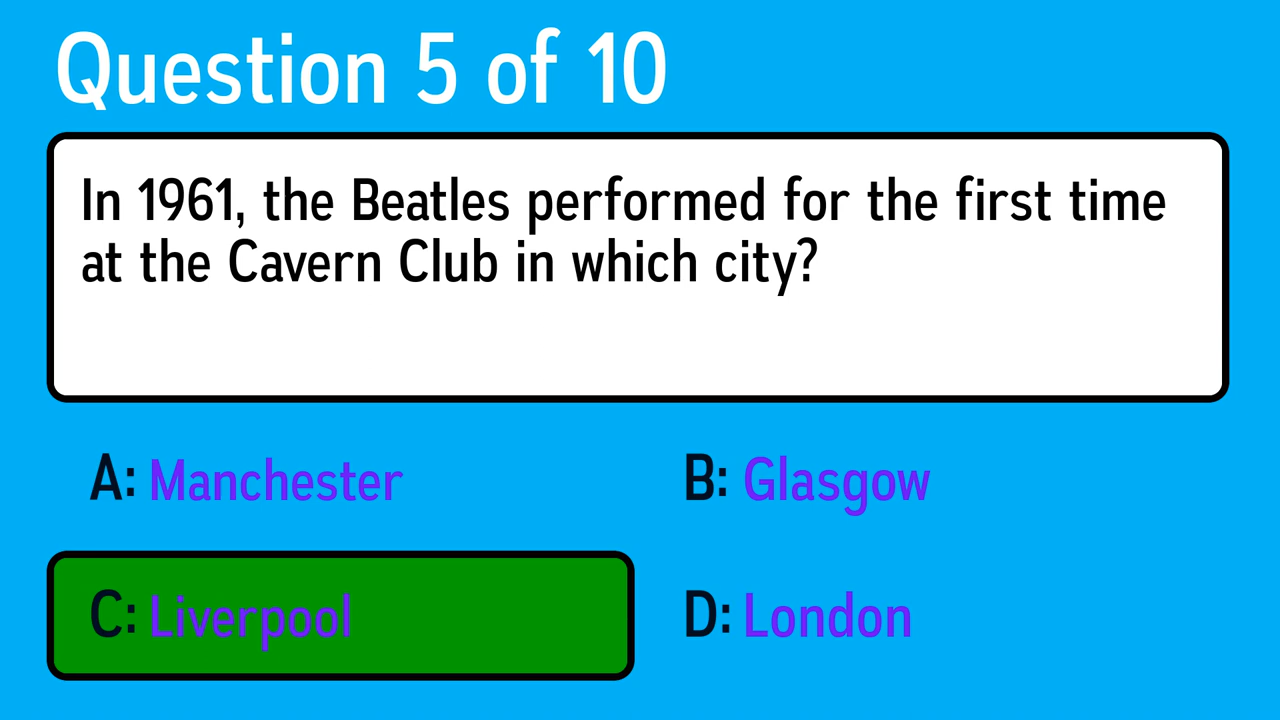 Question 5 of 10
In 1961, the Beatles performed for the first time
at the Cavern Club in which city?
A: Manchester
B: Glasgow
C: Liverpool
D: London